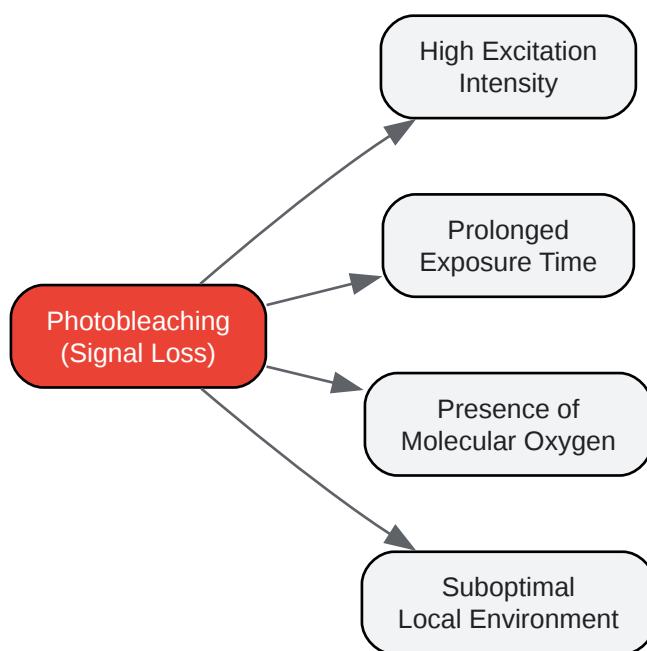 High Excitation
Intensity
Prolonged
Exposure Time
Photobleaching
(Signal Loss)
Presence of
Molecular Oxygen
Suboptimal
Local Environment